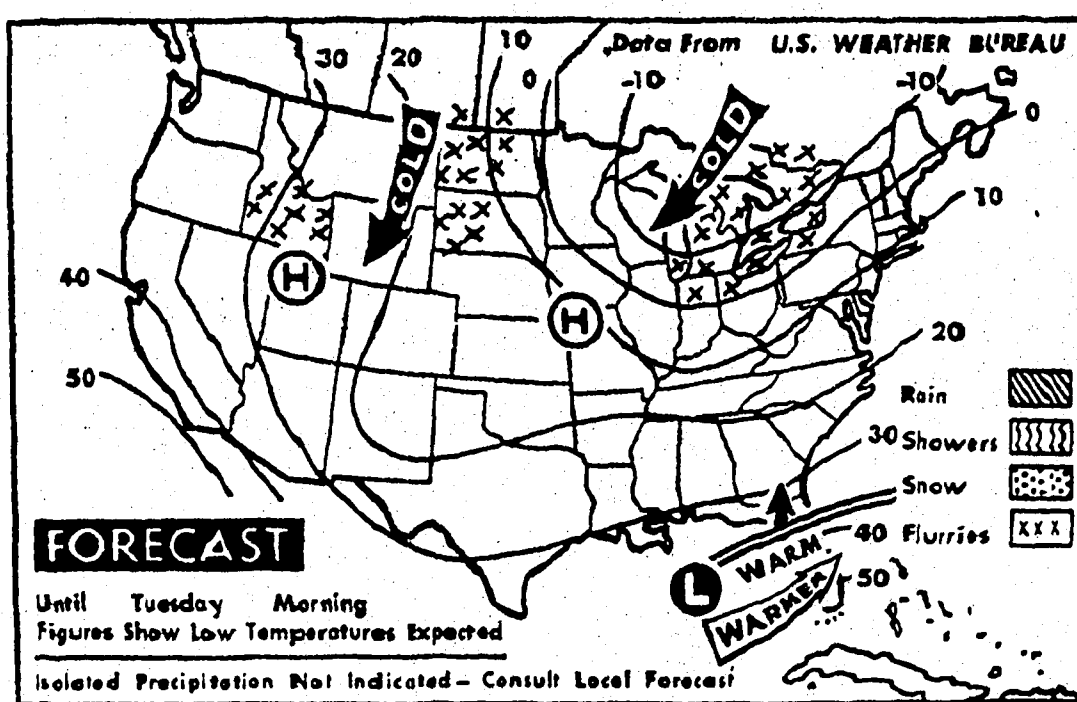 Data From U.S. WEATHER BUREAU
30 20 10 0 -10 -10 0
COLD COLD
10
H
40
H
20
50
Rain
30 Showers
Snow
FORECAST
40 Flurries XXX
L WARM
WARMER 50
Until Tuesday Morning
Figures Show Low Temperatures Expected
Isolated Precipitation Not Indicated – Consult Local Forecast